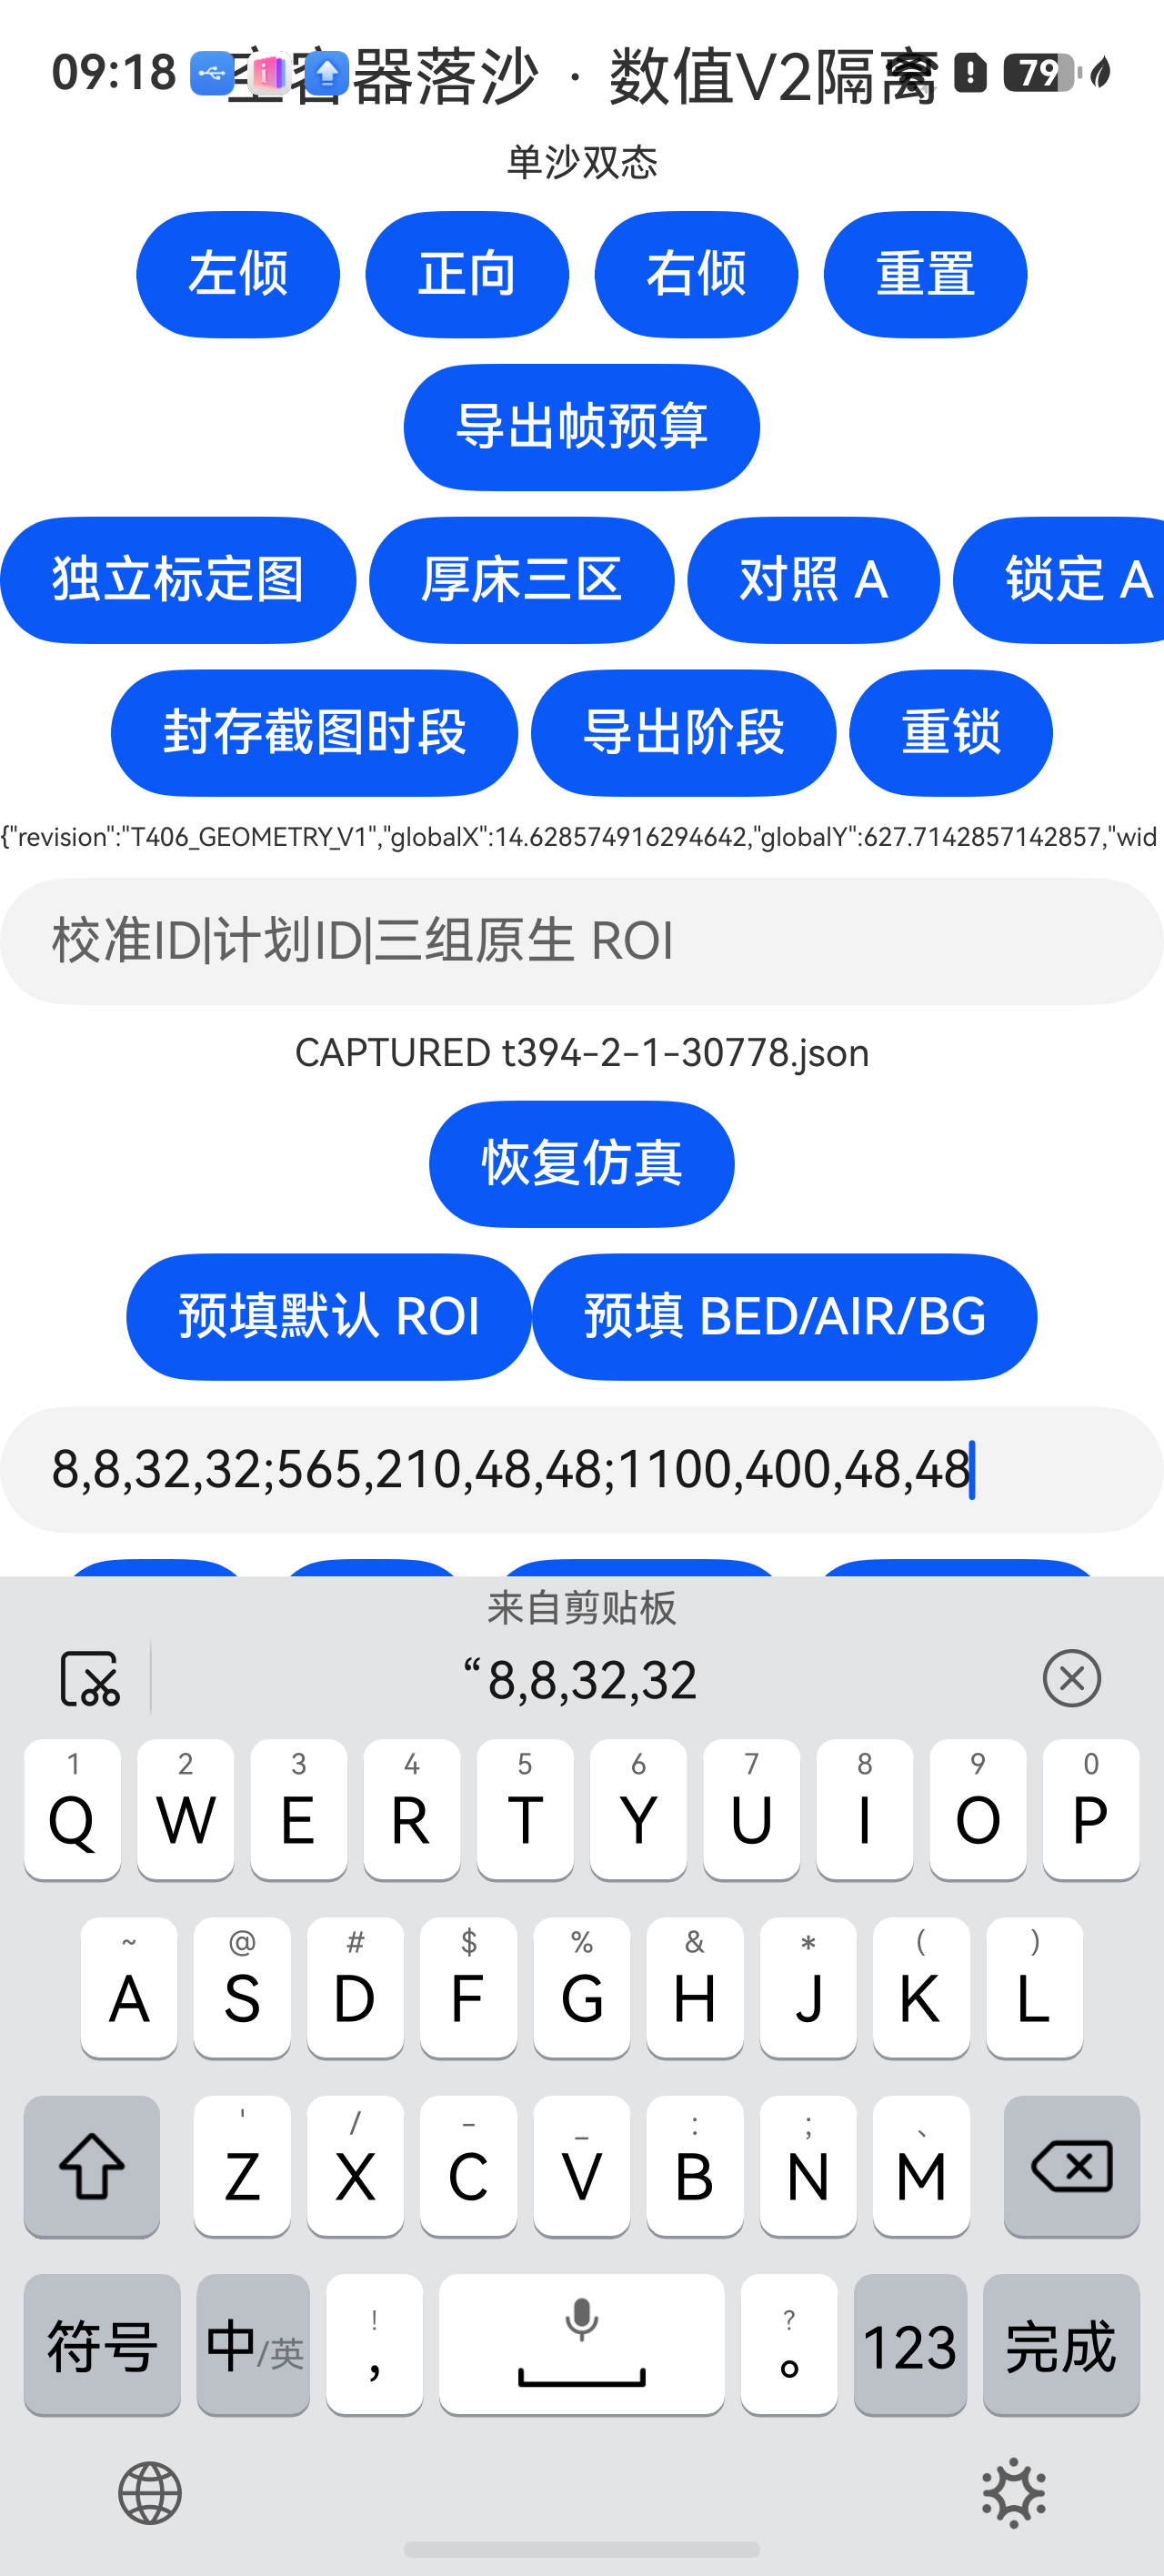 09:18 空容器落沙 · 数值V2隔离 79
单沙双态
左倾 正向 右倾 重置
导出帧预算
独立标定图 厚床三区 对照 A 锁定 A
封存截图时段 导出阶段 重锁
{"revision":"T406_GEOMETRY_V1","globalX":14.628574916294642,"globalY":627.7142857142857,"wid
校准ID|计划ID|三组原生 ROI
CAPTURED t394-2-1-30778.json
恢复仿真
预填默认 ROI 预填 BED/AIR/BG
8,8,32,32;565,210,48,48;1100,400,48,48
来自剪贴板
“8,8,32,32
1 2 3 4 5 6 7 8 9 0
Q W E R T Y U I O P
~ @ # $ % & * ( )
A S D F G H J K L
' / - _ : ; 、
Z X C V B N M
! ?
符号 中/英 , 。 123 完成